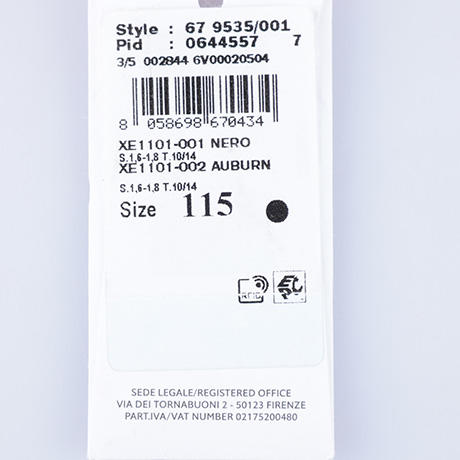 Style : 67 9535/001
Pid : 0644557 7
3/5 002844 6V00020504
8 058698 670434
XE1101-001 NERO
S.1,6-1,8 T.10/14
XE1101-002 AUBURN
S.1,6-1,8 T.10/14
Size 115
RFID
SEDE LEGALE/REGISTERED OFFICE
VIA DEI TORNABUONI 2 - 50123 FIRENZE
PART.IVA/VAT NUMBER 02175200480